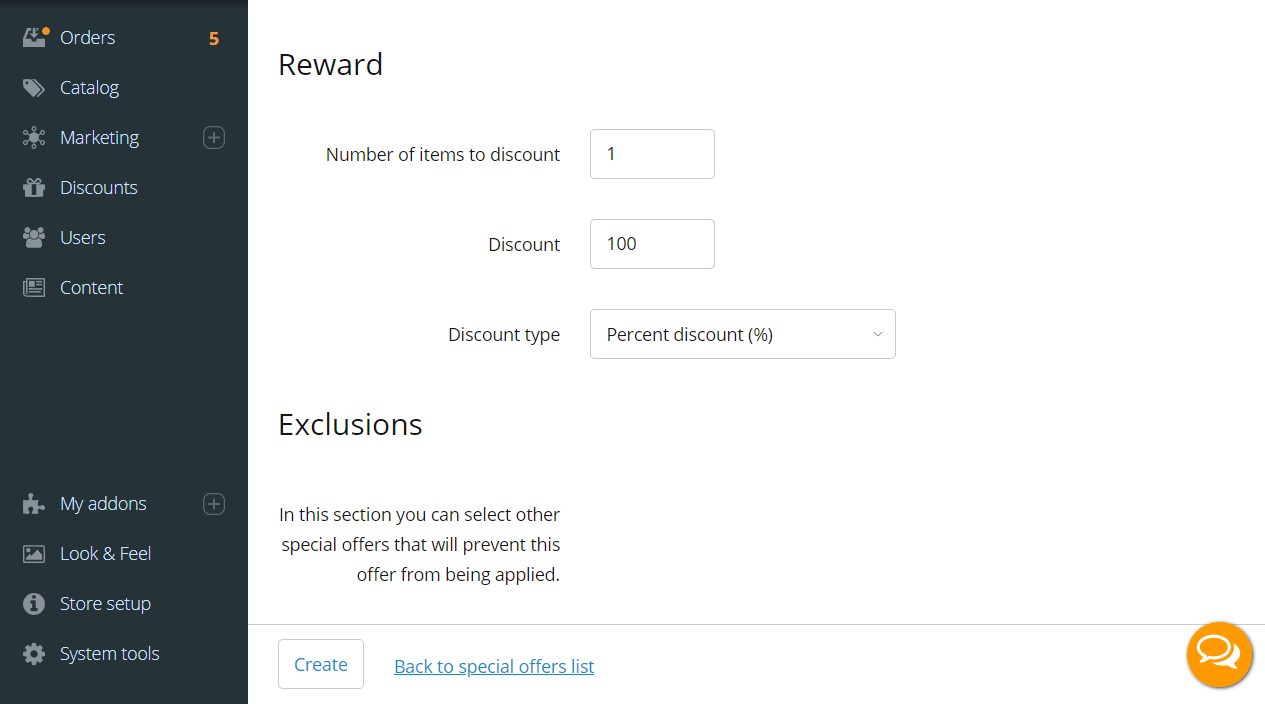 Orders 5
Catalog
Marketing
Discounts
Users
Content
My addons
Look & Feel
Store setup
System tools
Reward
Number of items to discount 1
Discount 100
Discount type Percent discount (%)
Exclusions
In this section you can select other
special offers that will prevent this
offer from being applied.
Create Back to special offers list